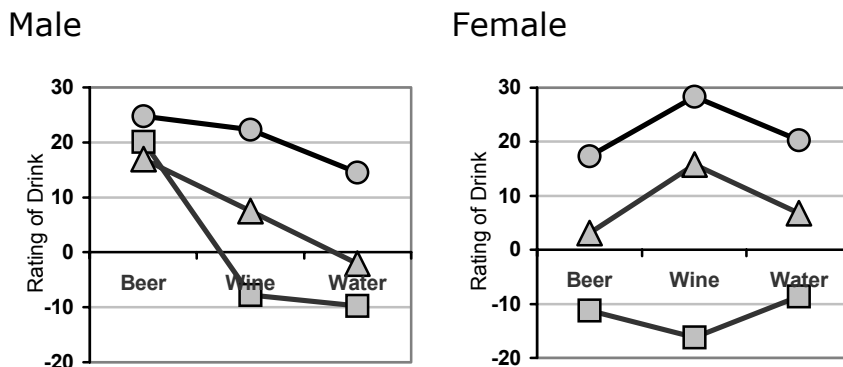 Male
Female
30
20
10
0
-10
-20
Rating of Drink
Beer
Wine
Water
30
20
10
0
-10
-20
Rating of Drink
Beer
Wine
Water